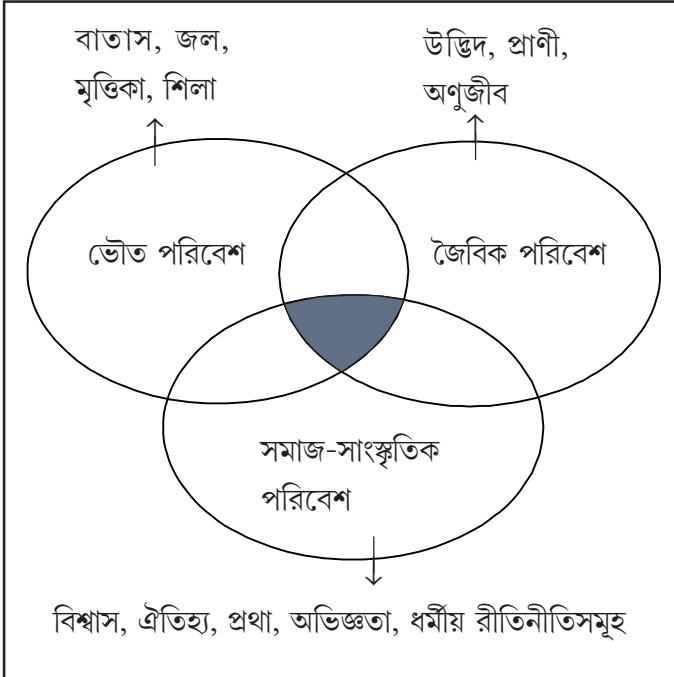 বাতাস, জল,
মৃত্তিকা, শিলা
উদ্ভিদ, প্রাণী,
অণুজীব
ভৌত পরিবেশ
জৈবিক পরিবেশ
সমাজ-সাংস্কৃতিক
পরিবেশ
বিশ্বাস, ঐতিহ্য, প্রথা, অভিজ্ঞতা, ধর্মীয় রীতিনীতিসমূহ